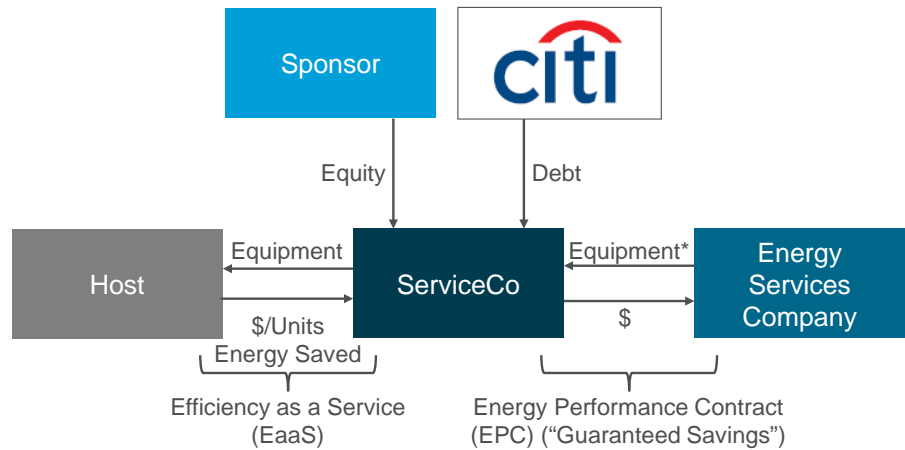 Sponsor
citi
Equity
Debt
Host
Equipment
ServiceCo
Equipment*
Energy
Services
Company
$/Units
Energy Saved
$
Efficiency as a Service
(EaaS)
Energy Performance Contract
(EPC) (“Guaranteed Savings”)